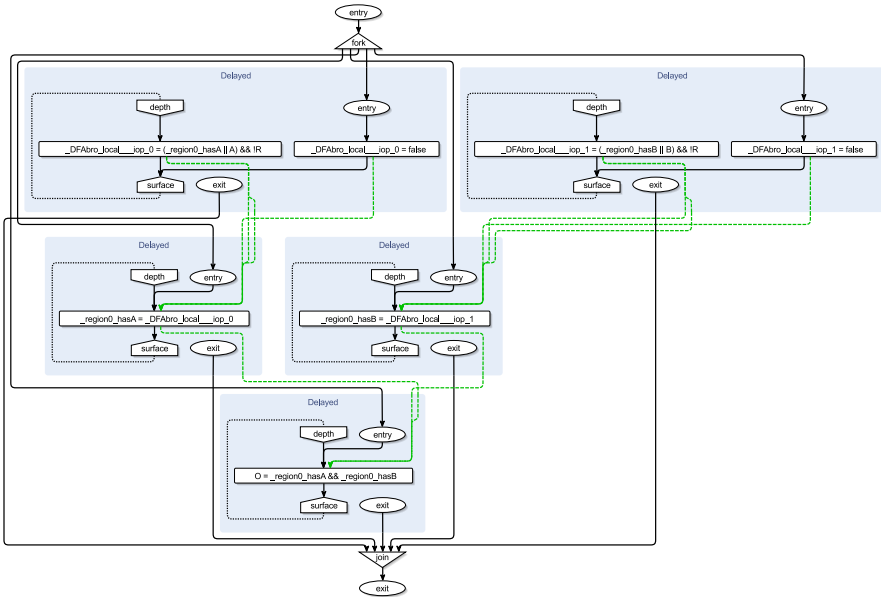 entry
fork
Delayed
Delayed
depth
entry
depth
entry
_DFAbro_local___iop_0 = (_region0_hasA || A) && !R
_DFAbro_local___iop_0 = false
_DFAbro_local___iop_1 = (_region0_hasB || B) && !R
_DFAbro_local___iop_1 = false
surface
exit
surface
exit
Delayed
Delayed
depth
entry
depth
entry
_region0_hasA = _DFAbro_local___iop_0
_region0_hasB = _DFAbro_local___iop_1
surface
exit
surface
exit
Delayed
depth
entry
O = _region0_hasA && _region0_hasB
surface
exit
join
exit